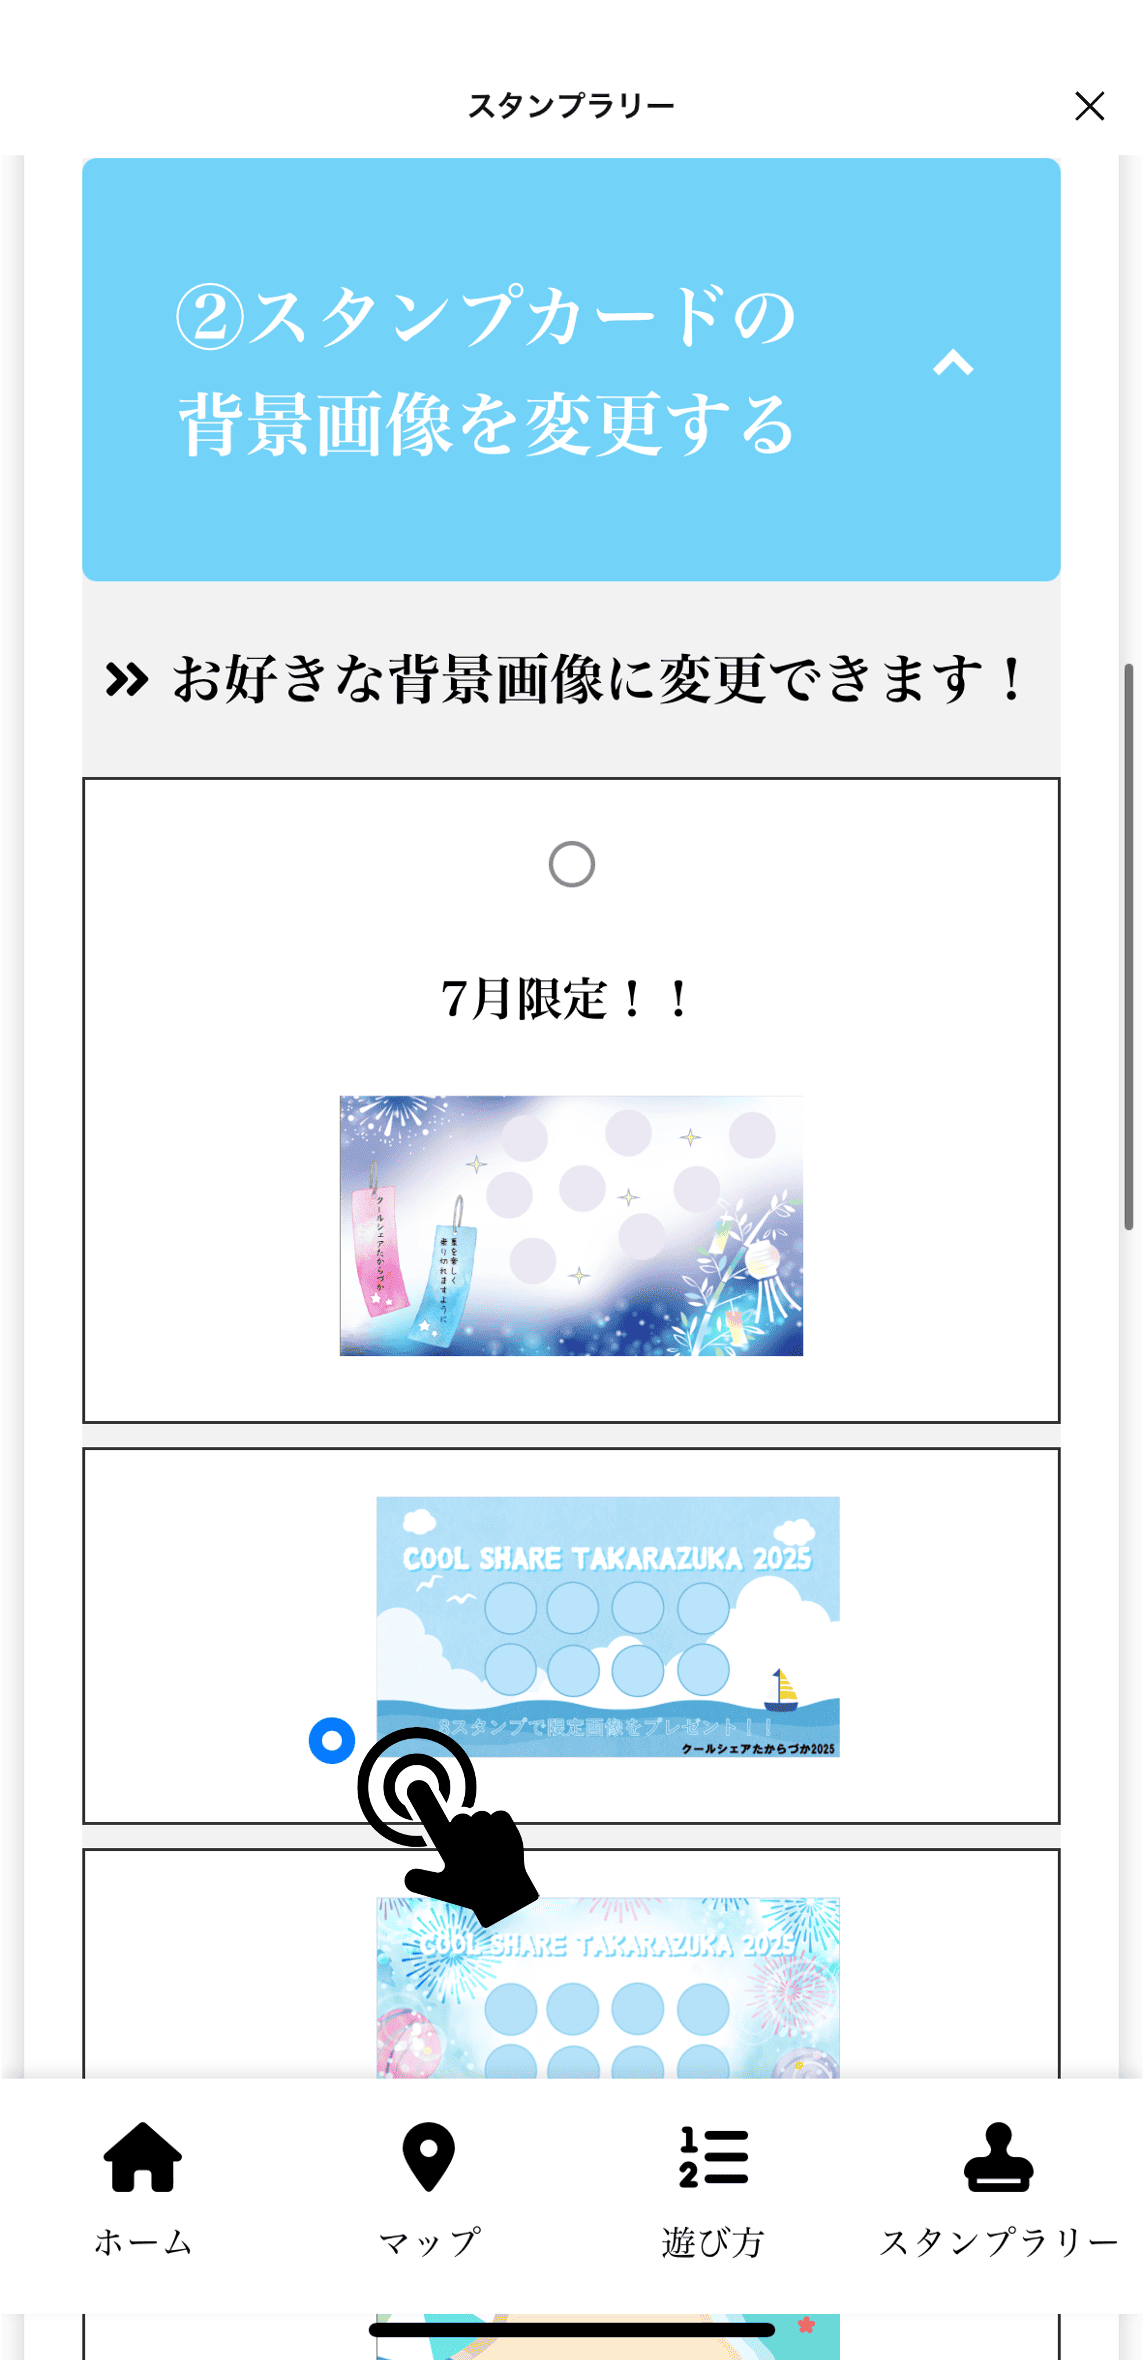 スタンプラリー
②スタンプカードの
背景画像を変更する
お好きな背景画像に変更できます！
7月限定！！
クールシェアたからづか
夏を楽しく
乗り切れますように
COOL SHARE TAKARAZUKA 2025
8スタンプで限定画像をプレゼント！！
クールシェアたからづか2025
COOL SHARE TAKARAZUKA 2025
ホーム
マップ
遊び方
スタンプラリー